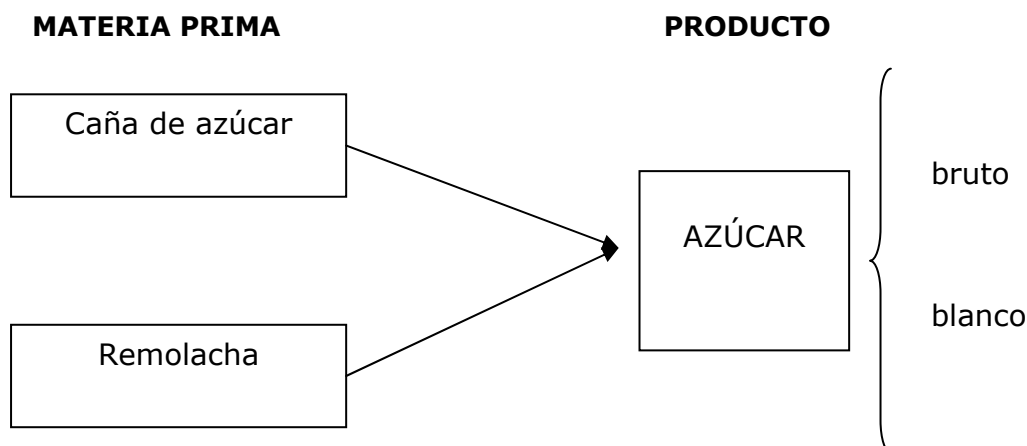 MATERIA PRIMA
PRODUCTO
Caña de azúcar
Remolacha
AZÚCAR
bruto
blanco